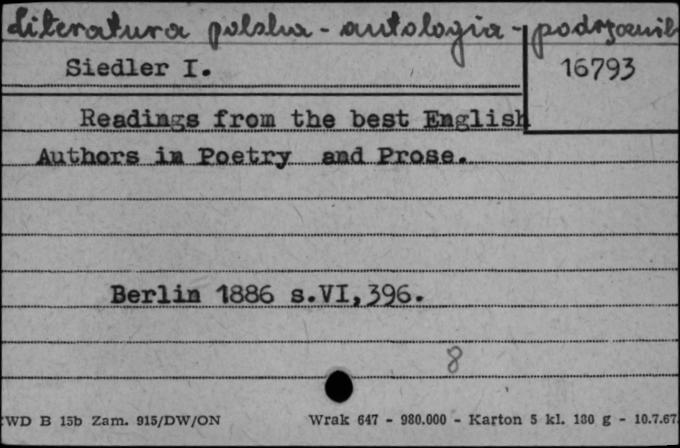 Literatura polska - antologia -
Siedler I.
16793
Readings from the best English
Authors in Poetry and Prose.
Berlin 1886 s.VI,396.
8
WD B 15b Zam. 915/DW/ON Wrak 647 - 980.000 - Karton 5 kl. 180 g - 10.7.67